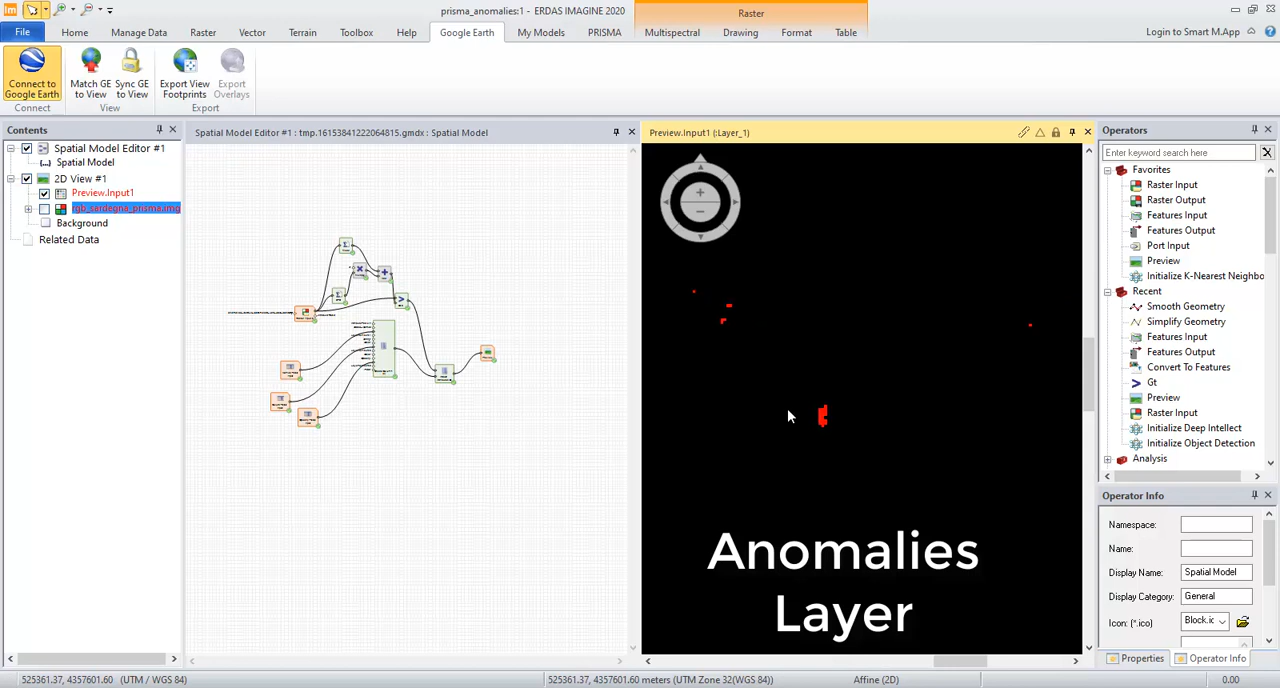 prisma_anomalies:1 - ERDAS IMAGINE 2020
Raster
File
Home
Manage Data
Raster
Vector
Terrain
Toolbox
Help
Google Earth
My Models
PRISMA
Multispectral
Drawing
Format
Table
Login to Smart M.App
Connect to
Google Earth
Match GE
to View
Sync GE
to View
Export View
Footprints
Export
Overlays
Connect
View
Export
Contents
Spatial Model Editor #1
Spatial Model
2D View #1
Preview.Input1
rgb_sardegna_prisma.img
Background
Related Data
Spatial Model Editor #1 : tmp.16153841222064815.gmdx : Spatial Model
Preview.Input1 (:Layer_1)
Anomalies
Layer
Operators
Enter keyword search here
Favorites
Raster Input
Raster Output
Features Input
Features Output
Port Input
Preview
Initialize K-Nearest Neighbo
Recent
Smooth Geometry
Simplify Geometry
Features Input
Features Output
Convert To Features
Gt
Preview
Raster Input
Initialize Deep Intellect
Initialize Object Detection
Analysis
Operator Info
Namespace:
Name:
Display Name:
Spatial Model
Display Category:
General
Icon: (*.ico)
Block.ic
Properties
Operator Info
525361.37, 4357601.60 (UTM / WGS 84)
525361.37, 4357601.60 meters (UTM Zone 32(WGS 84))
Affine (2D)
0.00